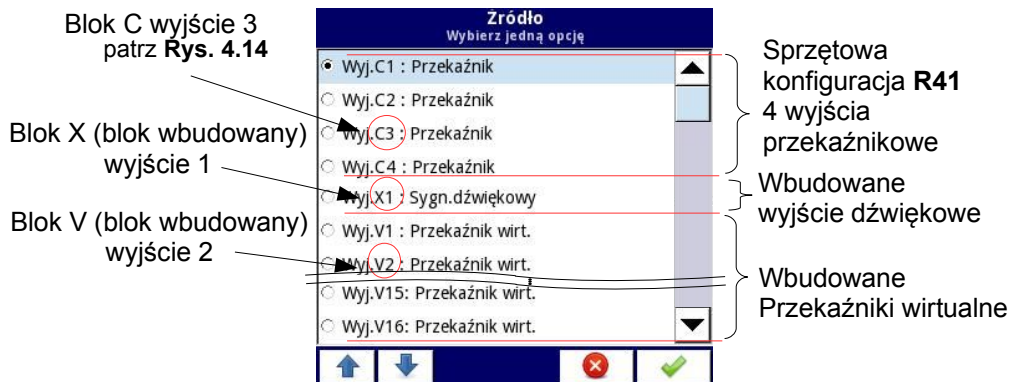 Blok C wyjście 3
patrz Rys. 4.14
Blok X (blok wbudowany)
wyjście 1
Blok V (blok wbudowany)
wyjście 2
Źródło
Wybierz jedną opcję
Wyj.C1 : Przekaźnik
Wyj.C2 : Przekaźnik
Wyj.C3 : Przekaźnik
Wyj.C4 : Przekaźnik
Wyj.X1 : Sygn.dźwiękowy
Wyj.V1 : Przekaźnik wirt.
Wyj.V2 : Przekaźnik wirt.
Wyj.V15: Przekaźnik wirt.
Wyj.V16: Przekaźnik wirt.
Sprzętowa
konfiguracja R41
4 wyjścia
przekaźnikowe
Wbudowane
wyjście dźwiękowe
Wbudowane
Przekaźniki wirtualne